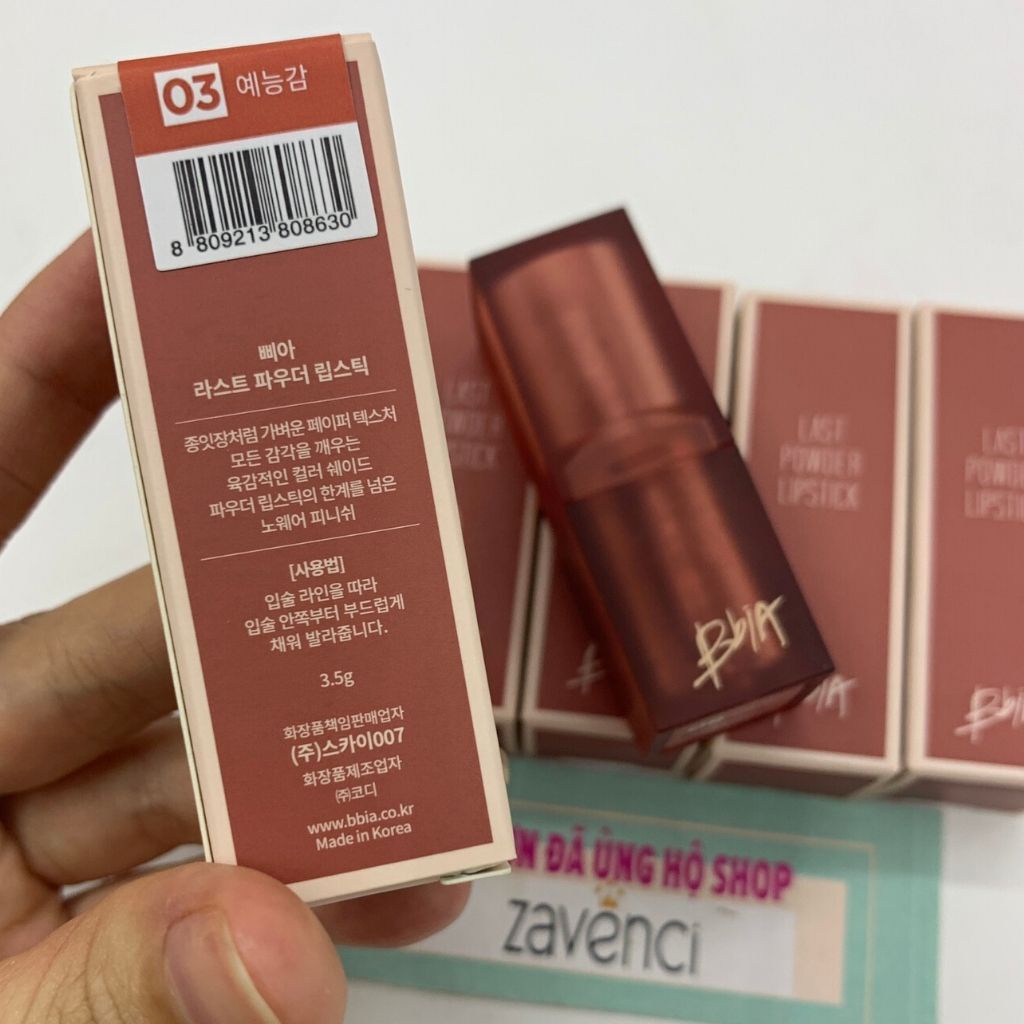 03 예능감
8 809213 808630
삐아
라스트 파우더 립스틱
종잇장처럼 가벼운 페이퍼 텍스처
모든 감각을 깨우는
육감적인 컬러 쉐이드
파우더 립스틱의 한계를 넘은
노웨어 피니쉬
[사용법]
입술 라인을 따라
입술 안쪽부터 부드럽게
채워 발라줍니다.
3.5g
화장품책임판매업자
(주)스카이007
화장품제조업자
㈜코디
www.bbia.co.kr
Made in Korea
BbiA
LAST
POWDER
LIPSTICK
LAST
POWDER
LIPSTICK
BbiA
LAST
POWDER
LIPSTICK
ĐÃ ỦNG HỘ SHOP
zavenci